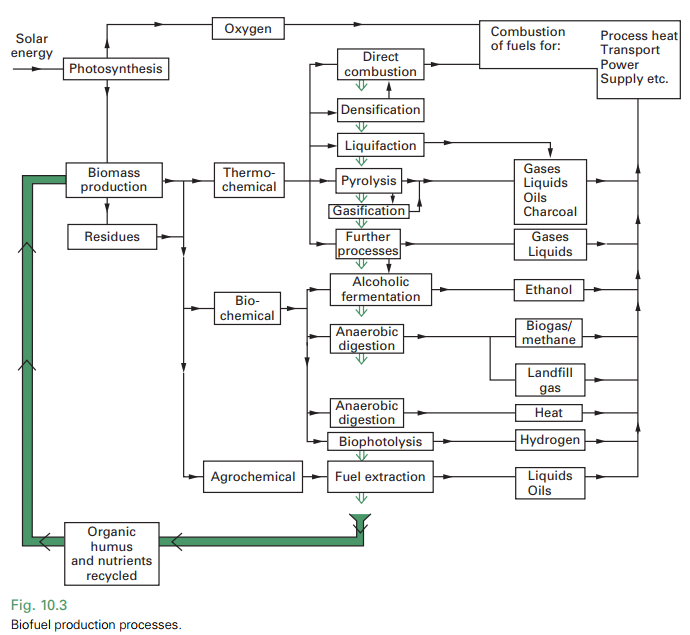 Solar
energy
Oxygen
Photosynthesis
Combustion
of fuels for:
Process heat
Transport
Power
Supply etc.
Direct
combustion
Densification
Liquifaction
Biomass
production
Thermo-
chemical
Pyrolysis
Gases
Liquids
Oils
Charcoal
Gasification
Residues
Further
processes
Gases
Liquids
Alcoholic
fermentation
Ethanol
Bio-
chemical
Anaerobic
digestion
Biogas/
methane
Landfill
gas
Anaerobic
digestion
Heat
Biophotolysis
Hydrogen
Agrochemical
Fuel extraction
Liquids
Oils
Organic
humus
and nutrients
recycled
Fig. 10.3
Biofuel production processes.